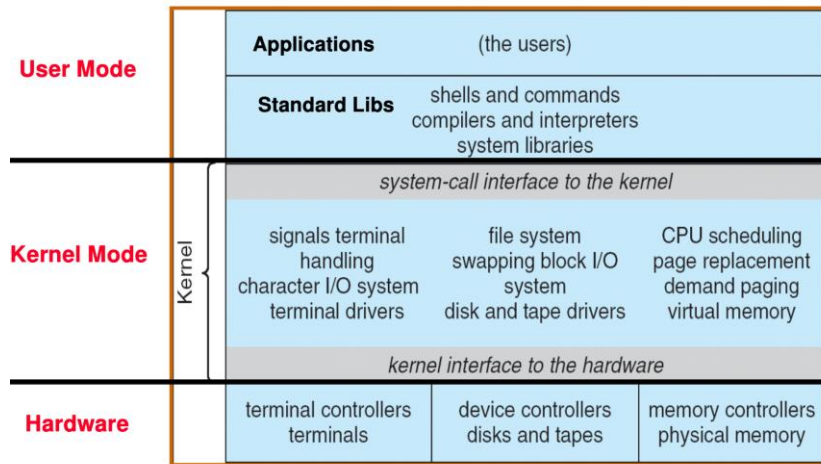 User Mode
Applications (the users)
Standard Libs shells and commands
compilers and interpreters
system libraries
Kernel Mode
Kernel
system-call interface to the kernel
signals terminal
handling
character I/O system
terminal drivers
file system
swapping block I/O
system
disk and tape drivers
CPU scheduling
page replacement
demand paging
virtual memory
kernel interface to the hardware
Hardware
terminal controllers
terminals
device controllers
disks and tapes
memory controllers
physical memory